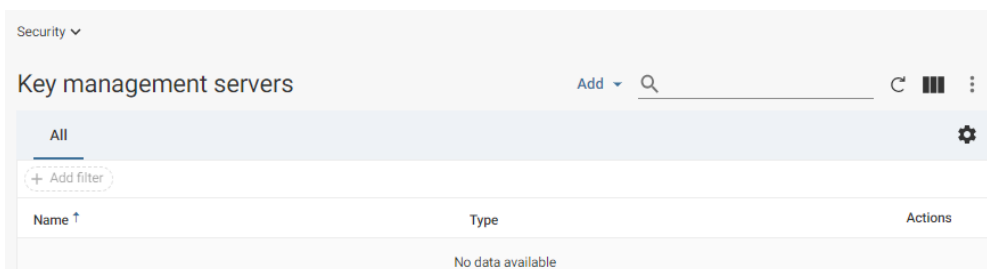 Security
Key management servers
Add
All
+ Add filter
Name ↑
Type
Actions
No data available